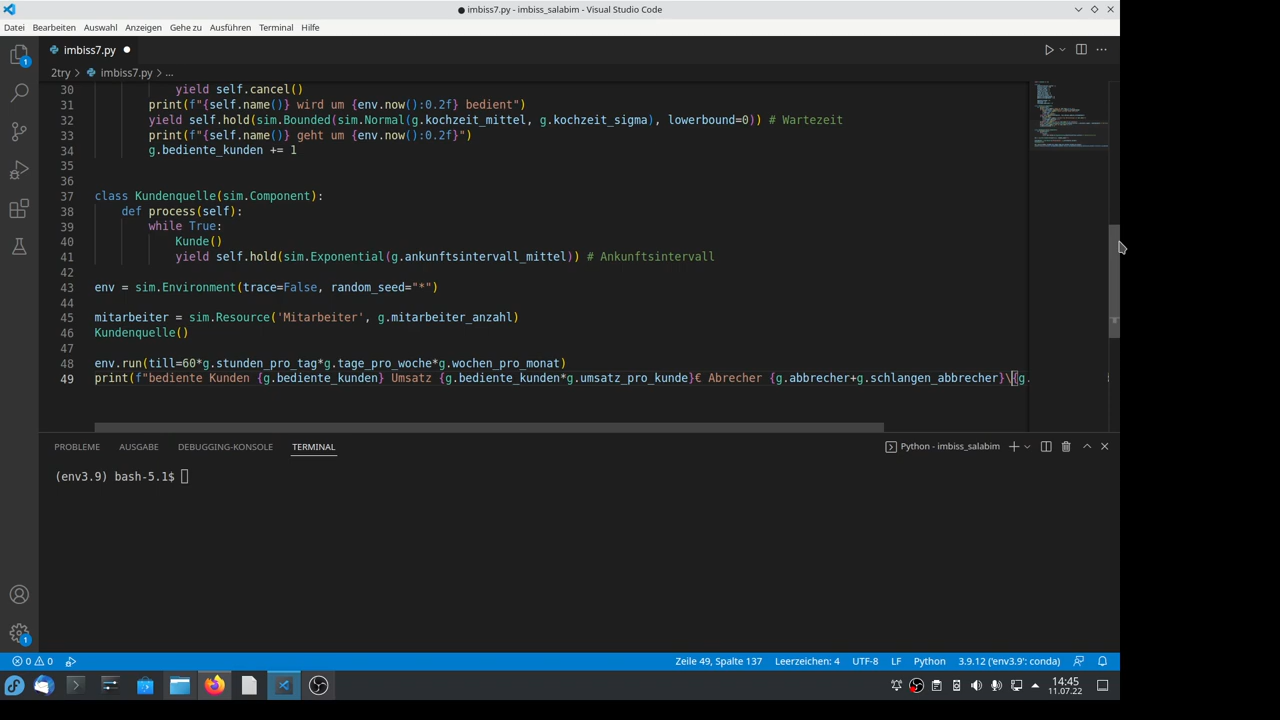 imbiss7.py - imbiss_salabim - Visual Studio Code
Datei Bearbeiten Auswahl Anzeigen Gehe zu Ausführen Terminal Hilfe
imbiss7.py
2try > imbiss7.py > ...
30 yield self.cancel()
31 print(f"{self.name()} wird um {env.now():0.2f} bedient")
32 yield self.hold(sim.Bounded(sim.Normal(g.kochzeit_mittel, g.kochzeit_sigma), lowerbound=0)) # Wartezeit
33 print(f"{self.name()} geht um {env.now():0.2f}")
34 g.bediente_kunden += 1
35
36
37 class Kundenquelle(sim.Component):
38 def process(self):
39 while True:
40 Kunde()
41 yield self.hold(sim.Exponential(g.ankunftsintervall_mittel)) # Ankunftsintervall
42
43 env = sim.Environment(trace=False, random_seed="*")
44
45 mitarbeiter = sim.Resource('Mitarbeiter', g.mitarbeiter_anzahl)
46 Kundenquelle()
47
48 env.run(till=60*g.stunden_pro_tag*g.tage_pro_woche*g.wochen_pro_monat)
49 print(f"bediente Kunden {g.bediente_kunden} Umsatz {g.bediente_kunden*g.umsatz_pro_kunde}€ Abrecher {g.abbrecher+g.schlangen_abbrecher}\{g.
PROBLEME AUSGABE DEBUGGING-KONSOLE TERMINAL Python - imbiss_salabim
(env3.9) bash-5.1$
0 0 Zeile 49, Spalte 137 Leerzeichen: 4 UTF-8 LF Python 3.9.12 ('env3.9': conda)
14:45
11.07.22